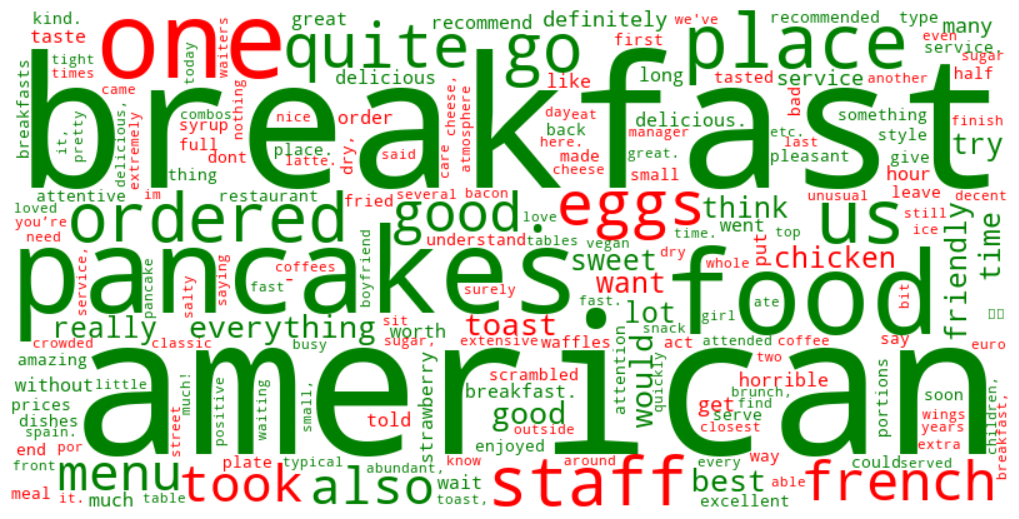 kind. great recommend definitely we've recommended type many
taste one quite go first place even service,
tight waiters today delicious like long tasted service another sugar
times came half
breakfasts breakfast
it, pretty delicious, extremely combos syrup nothing nice order dry, cheese, care atmosphere day eat back here. delicious. manager etc. bad something style finish try
full dont place. latte. said made cheese great. small last pleasant give hour
thing
attentive im restaurant fried several bacon. eggs unusual leave decent
loved ordered good. love think us still
you’re need understand tables vegan went top time. ice friendly time
service, pancakes coffees - boyfriend sweet dry put chicken
pancake salty saying fast surely want whole food bit
fast. ate
really everything worth sit toast lot girl
crowded classic busy sugar, extensive waffles snack act attended coffee say euro
amazing american
without little strawberry scrambled attention quickly would two horrible
prices much! positive waiting small, breakfast. get brunch, portions soon
dishes street told good serve find wings children,
spain. enjoyed outside closest years
end por menu plate typical abundant, know around every way could served extra breakfast,
front took also wait staff best able french
meal it. much table toast, excellent